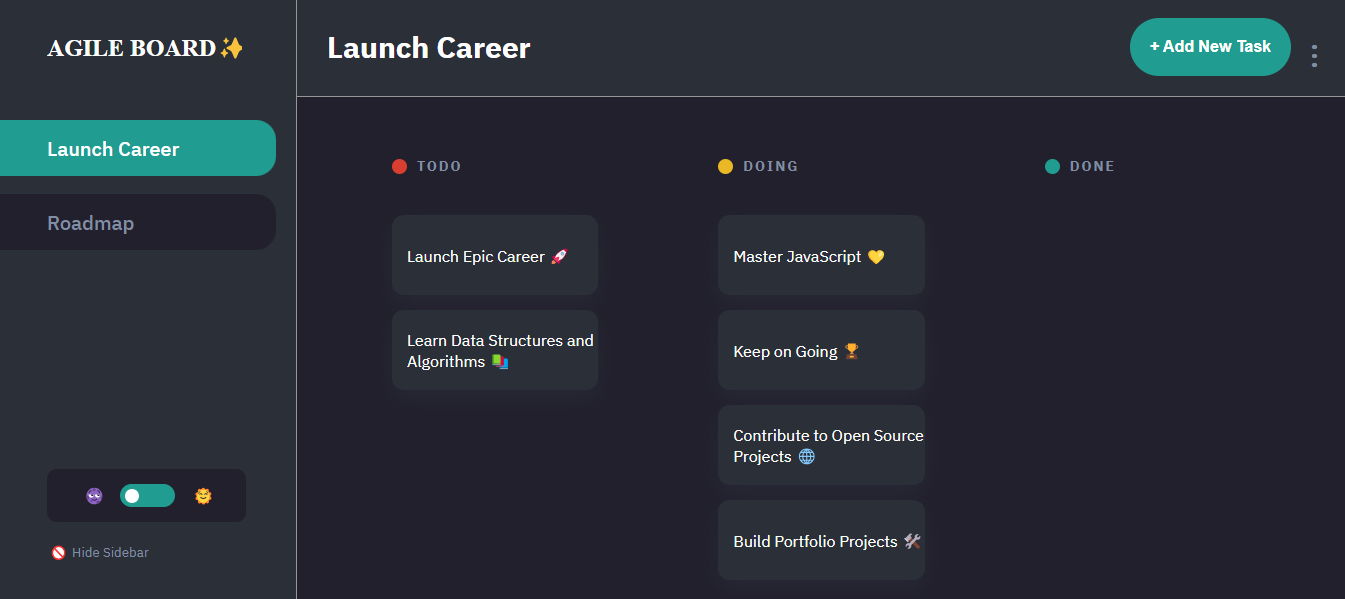 AGILE BOARD✨
Launch Career
+ Add New Task
Launch Career
Roadmap
TODO
Launch Epic Career 🚀
Learn Data Structures and
Algorithms 📚
DOING
Master JavaScript 💛
Keep on Going 🏆
Contribute to Open Source
Projects 🌐
Build Portfolio Projects 🛠️
DONE
🚫 Hide Sidebar